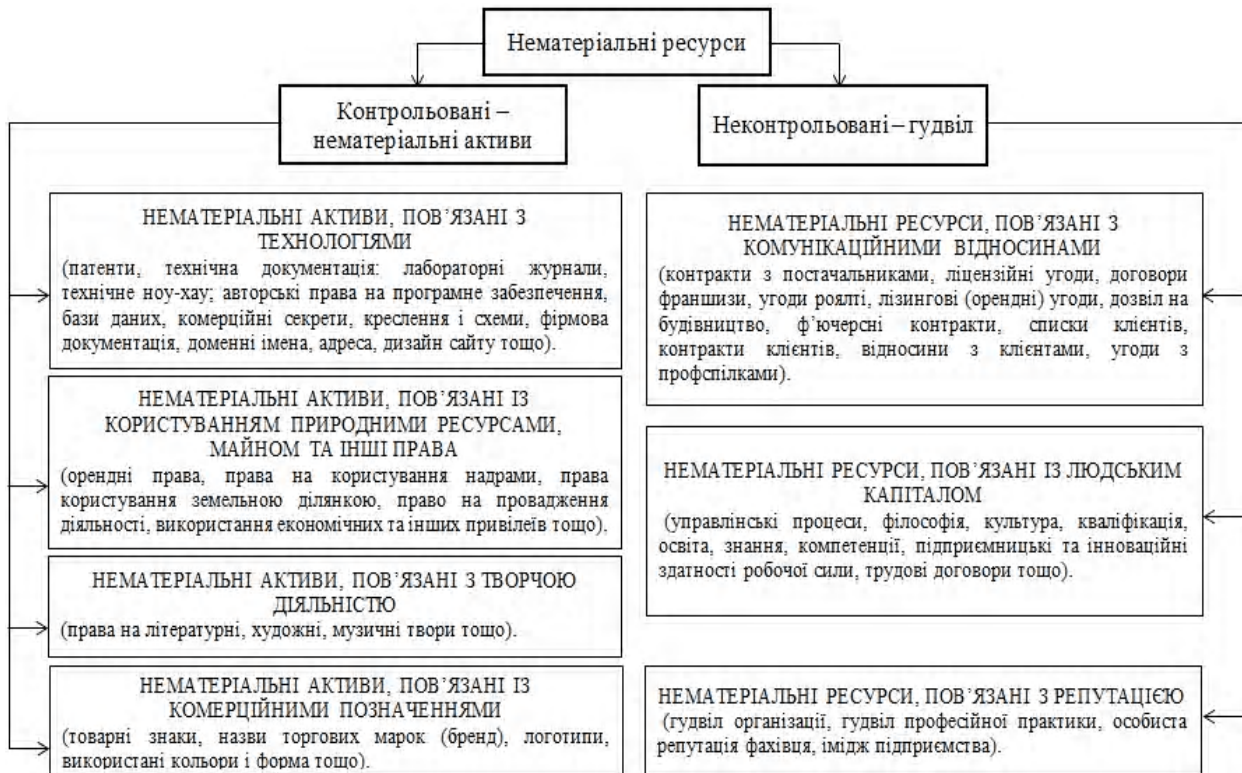 Нематеріальні ресурси
Контрольовані –
нематеріальні активи
Неконтрольовані – гудвіл
НЕМАТЕРІАЛЬНІ АКТИВИ, ПОВ’ЯЗАНІ З
ТЕХНОЛОГІЯМИ
(патенти, технічна документація: лабораторні журнали,
технічне ноу-хау; авторські права на програмне забезпечення,
бази даних, комерційні секрети, креслення і схеми, фірмова
документація, доменні імена, адреса, дизайн сайту тощо).
НЕМАТЕРІАЛЬНІ АКТИВИ, ПОВ’ЯЗАНІ ІЗ
КОРИСТУВАННЯМ ПРИРОДНИМИ РЕСУРСАМИ,
МАЙНОМ ТА ІНШІ ПРАВА
(орендні права, права на користування надрами, права
користування земельною ділянкою, право на провадження
діяльності, використання економічних та інших привілеїв тощо).
НЕМАТЕРІАЛЬНІ АКТИВИ, ПОВ’ЯЗАНІ З ТВОРЧОЮ
ДІЯЛЬНІСТЮ
(права на літературні, художні, музичні твори тощо).
НЕМАТЕРІАЛЬНІ АКТИВИ, ПОВ’ЯЗАНІ ІЗ
КОМЕРЦІЙНИМИ ПОЗНАЧЕННЯМИ
(товарні знаки, назви торгових марок (бренд), логотипи,
використані кольори і форма тощо).
НЕМАТЕРІАЛЬНІ РЕСУРСИ, ПОВ’ЯЗАНІ З
КОМУНІКАЦІЙНИМИ ВІДНОСИНАМИ
(контракти з постачальниками, ліцензійні угоди, договори
франшизи, угоди роялті, лізингові (орендні) угоди, дозвіл на
будівництво, ф’ючерсні контракти, списки клієнтів,
контракти клієнтів, відносини з клієнтами, угоди з
профспілками).
НЕМАТЕРІАЛЬНІ РЕСУРСИ, ПОВ’ЯЗАНІ ІЗ ЛЮДСЬКИМ
КАПІТАЛОМ
(управлінські процеси, філософія, культура, кваліфікація,
освіта, знання, компетенції, підприємницькі та інноваційні
здатності робочої сили, трудові договори тощо).
НЕМАТЕРІАЛЬНІ РЕСУРСИ, ПОВ’ЯЗАНІ З РЕПУТАЦІЄЮ
(гудвіл організації, гудвіл професійної практики, особиста
репутація фахівця, імідж підприємства).